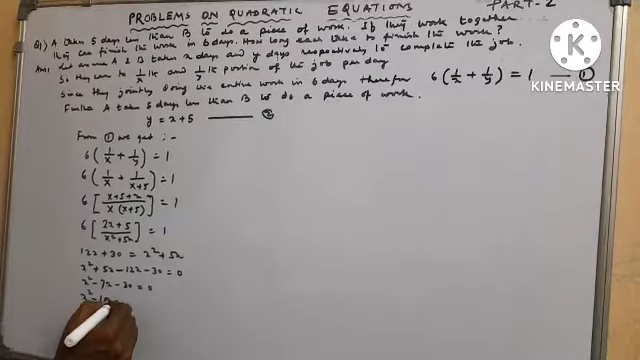 PROBLEMS ON QUADRATIC EQUATIONS PART-2
Q1) A takes 5 days less than B to do a piece of work. If they work together
they can finish the work in 6 days. How long each take to finish the work?
Ans: Let assume A & B takes x days and y days respectively to complete the job.
So they can do 1/x th and 1/y th portion of the job per day
Since they jointly doing the entire work in 6 days therefor 6(1/x + 1/y) = 1 — ①
Further A takes 5 days less than B to do a piece of work.
y = x+5 — ②
From ① we get :-
6(1/x + 1/y) = 1
6(1/x + 1/(x+5)) = 1
6[(x+5+x)/(x(x+5))] = 1
6[(2x+5)/(x²+5x)] = 1
12x+30 = x²+5x
x²+5x-12x-30=0
x²-7x-30=0
x²-10
KINEMASTER